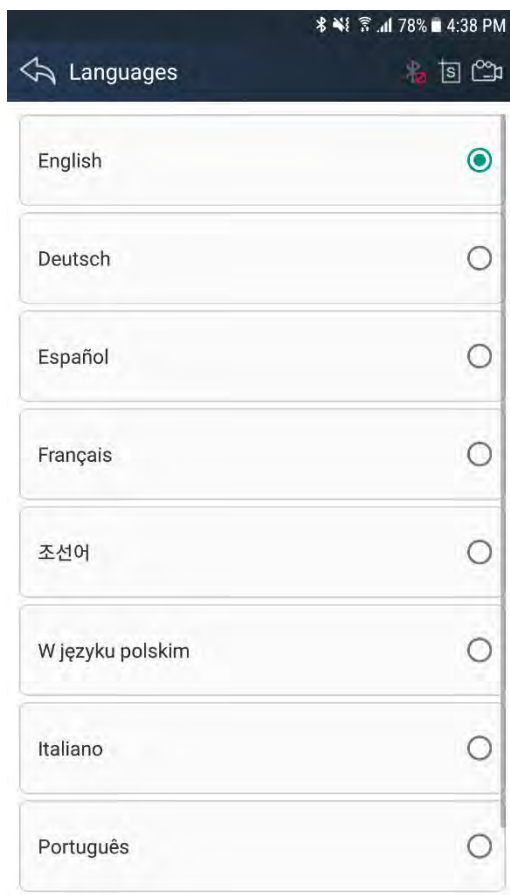 78% 4:38 PM
Languages
S
English
Deutsch
Español
Français
조선어
W języku polskim
Italiano
Português